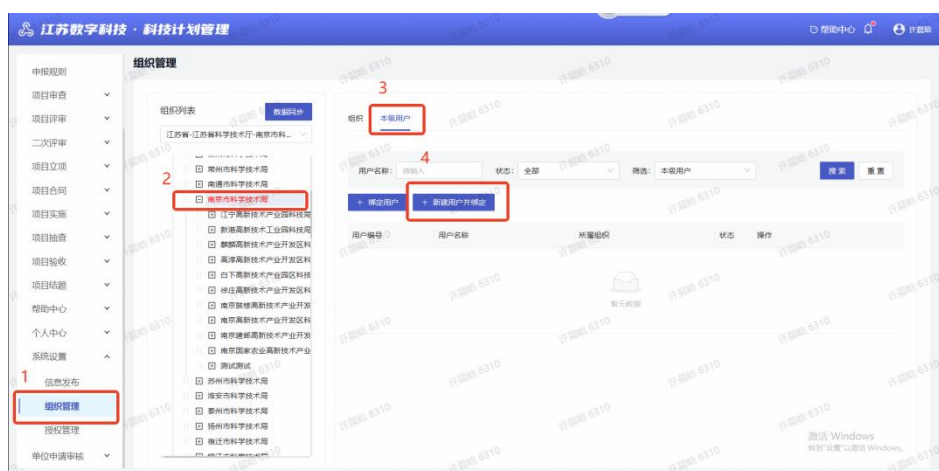 江苏数字科技 · 科技计划管理
帮助中心
许晨皓
申报规则
项目审查
项目评审
二次评审
项目立项
项目合同
项目实施
项目抽查
项目验收
项目结题
帮助中心
个人中心
系统设置
1
信息发布
组织管理
授权管理
单位申请审核
组织管理
组织列表
数据同步
江苏省-江苏省科学技术厅-南京市科...
常州市科学技术局
南通市科学技术局
2
南京市科学技术局
江宁高新技术产业园科技局
新港高新技术工业园科技局
麒麟高新技术产业开发区科
高淳高新技术产业开发区科
白下高新技术产业园区科技
徐庄高新技术产业开发区科
南京鼓楼高新技术产业开发
南京高新技术产业开发区科
南京建邺高新技术产业开发
南京国家农业高新技术产业
测试测试
苏州市科学技术局
淮安市科学技术局
泰州市科学技术局
扬州市科学技术局
宿迁市科学技术局
3
组织
本级用户
4
用户名称: 请输入
状态: 全部
筛选: 本级用户
搜索
重置
+ 绑定用户
+ 新建用户并绑定
用户编号
用户名称
所属组织
状态
操作
暂无数据
激活 Windows
转到"设置"以激活 Windows。